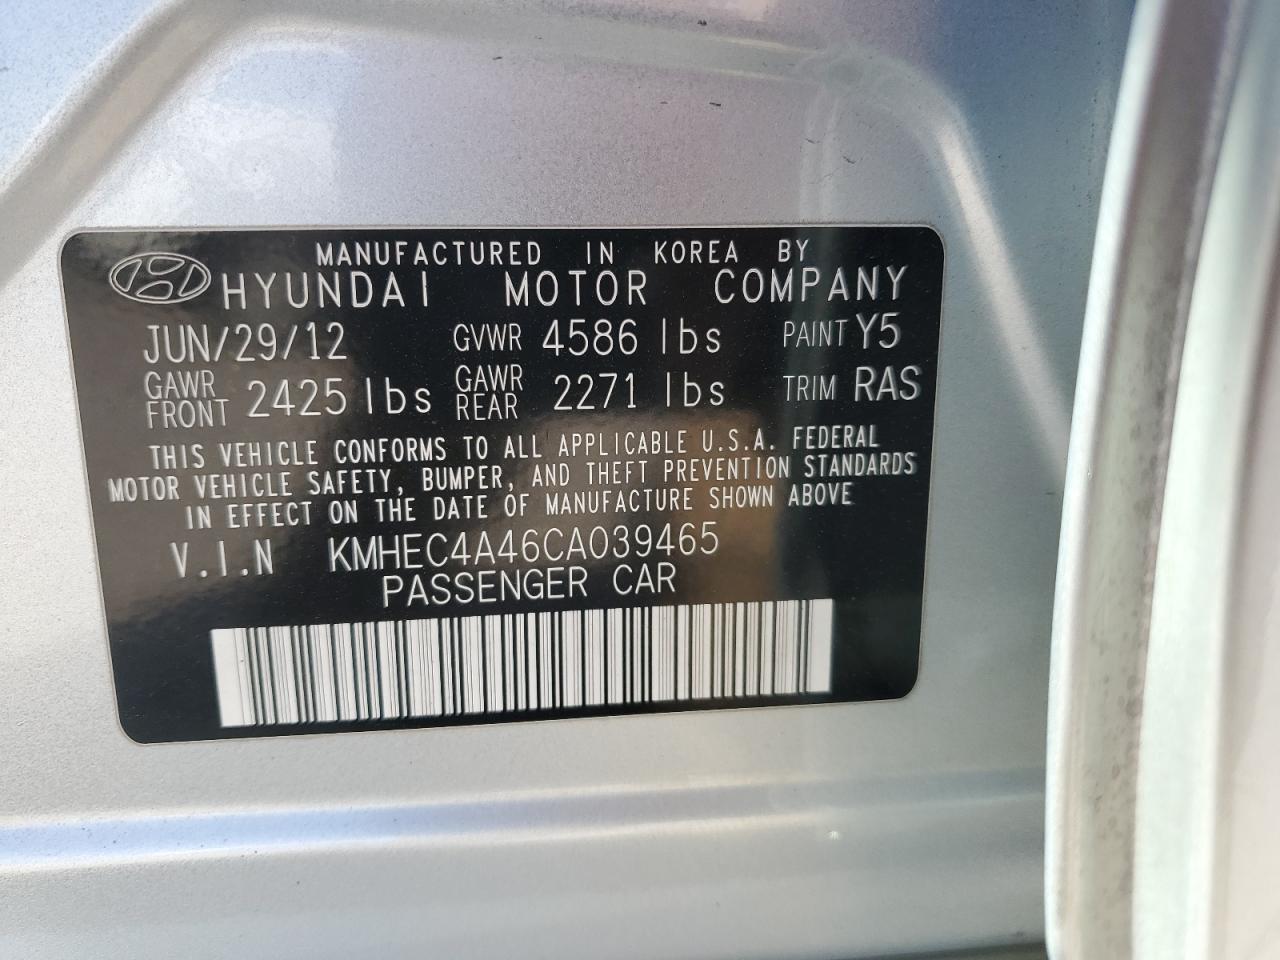 MANUFACTURED IN KOREA BY
HYUNDAI MOTOR COMPANY
JUN/29/12 GVWR 4586 lbs PAINT Y5
GAWR FRONT 2425 lbs GAWR REAR 2271 lbs TRIM RAS
THIS VEHICLE CONFORMS TO ALL APPLICABLE U.S.A. FEDERAL
MOTOR VEHICLE SAFETY, BUMPER, AND THEFT PREVENTION STANDARDS
IN EFFECT ON THE DATE OF MANUFACTURE SHOWN ABOVE
V.I.N KMHEC4A46CA039465
PASSENGER CAR